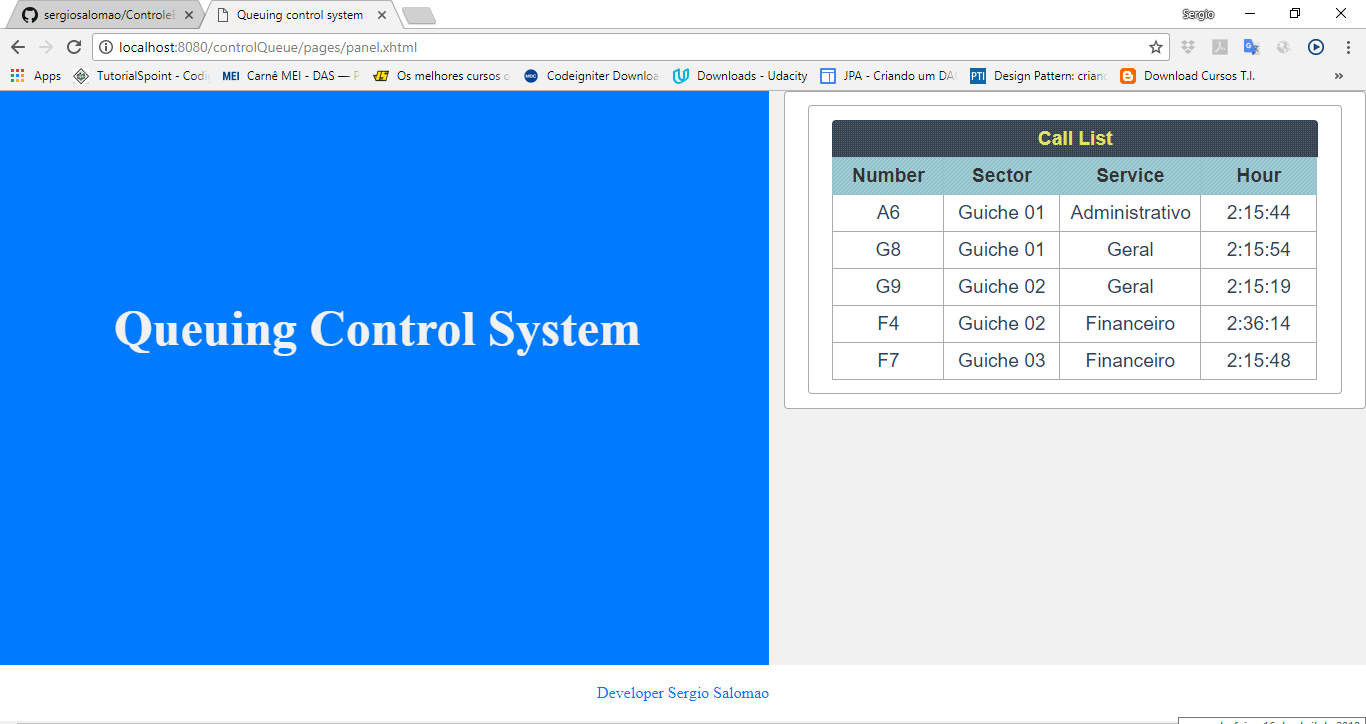 sergiosalomao/Controle
Queuing control system
Sergio
localhost:8080/controlQueue/pages/panel.xhtml
Apps
TutorialsPoint - Codi
MEI Carnê MEI - DAS — P
Os melhores cursos
MDC Codeigniter Downloa
Downloads - Udacity
JPA - Criando um DA
PTI Design Pattern: crian
Download Cursos T.I.
»
Queuing Control System
Call List
Number Sector Service Hour
A6 Guiche 01 Administrativo 2:15:44
G8 Guiche 01 Geral 2:15:54
G9 Guiche 02 Geral 2:15:19
F4 Guiche 02 Financeiro 2:36:14
F7 Guiche 03 Financeiro 2:15:48
Developer Sergio Salomao